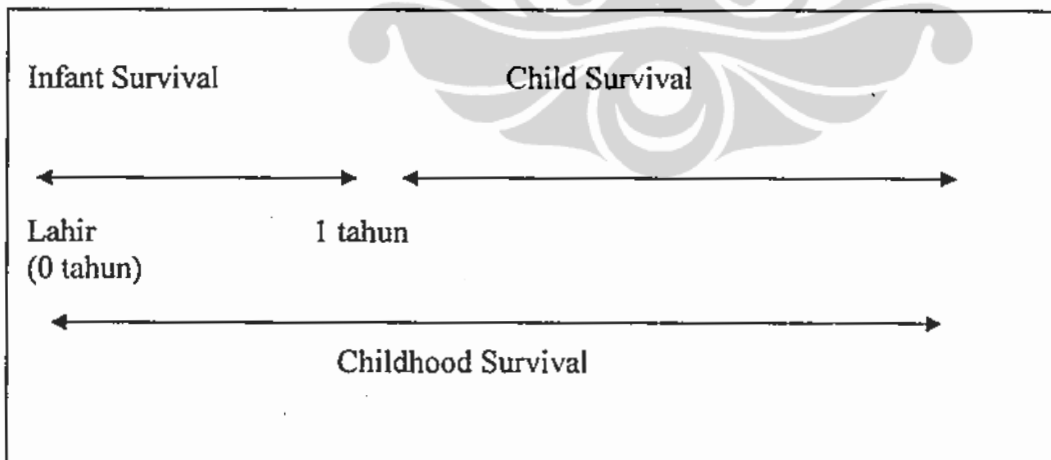 Infant Survival Child Survival
Lahir 1 tahun
(0 tahun)
Childhood Survival